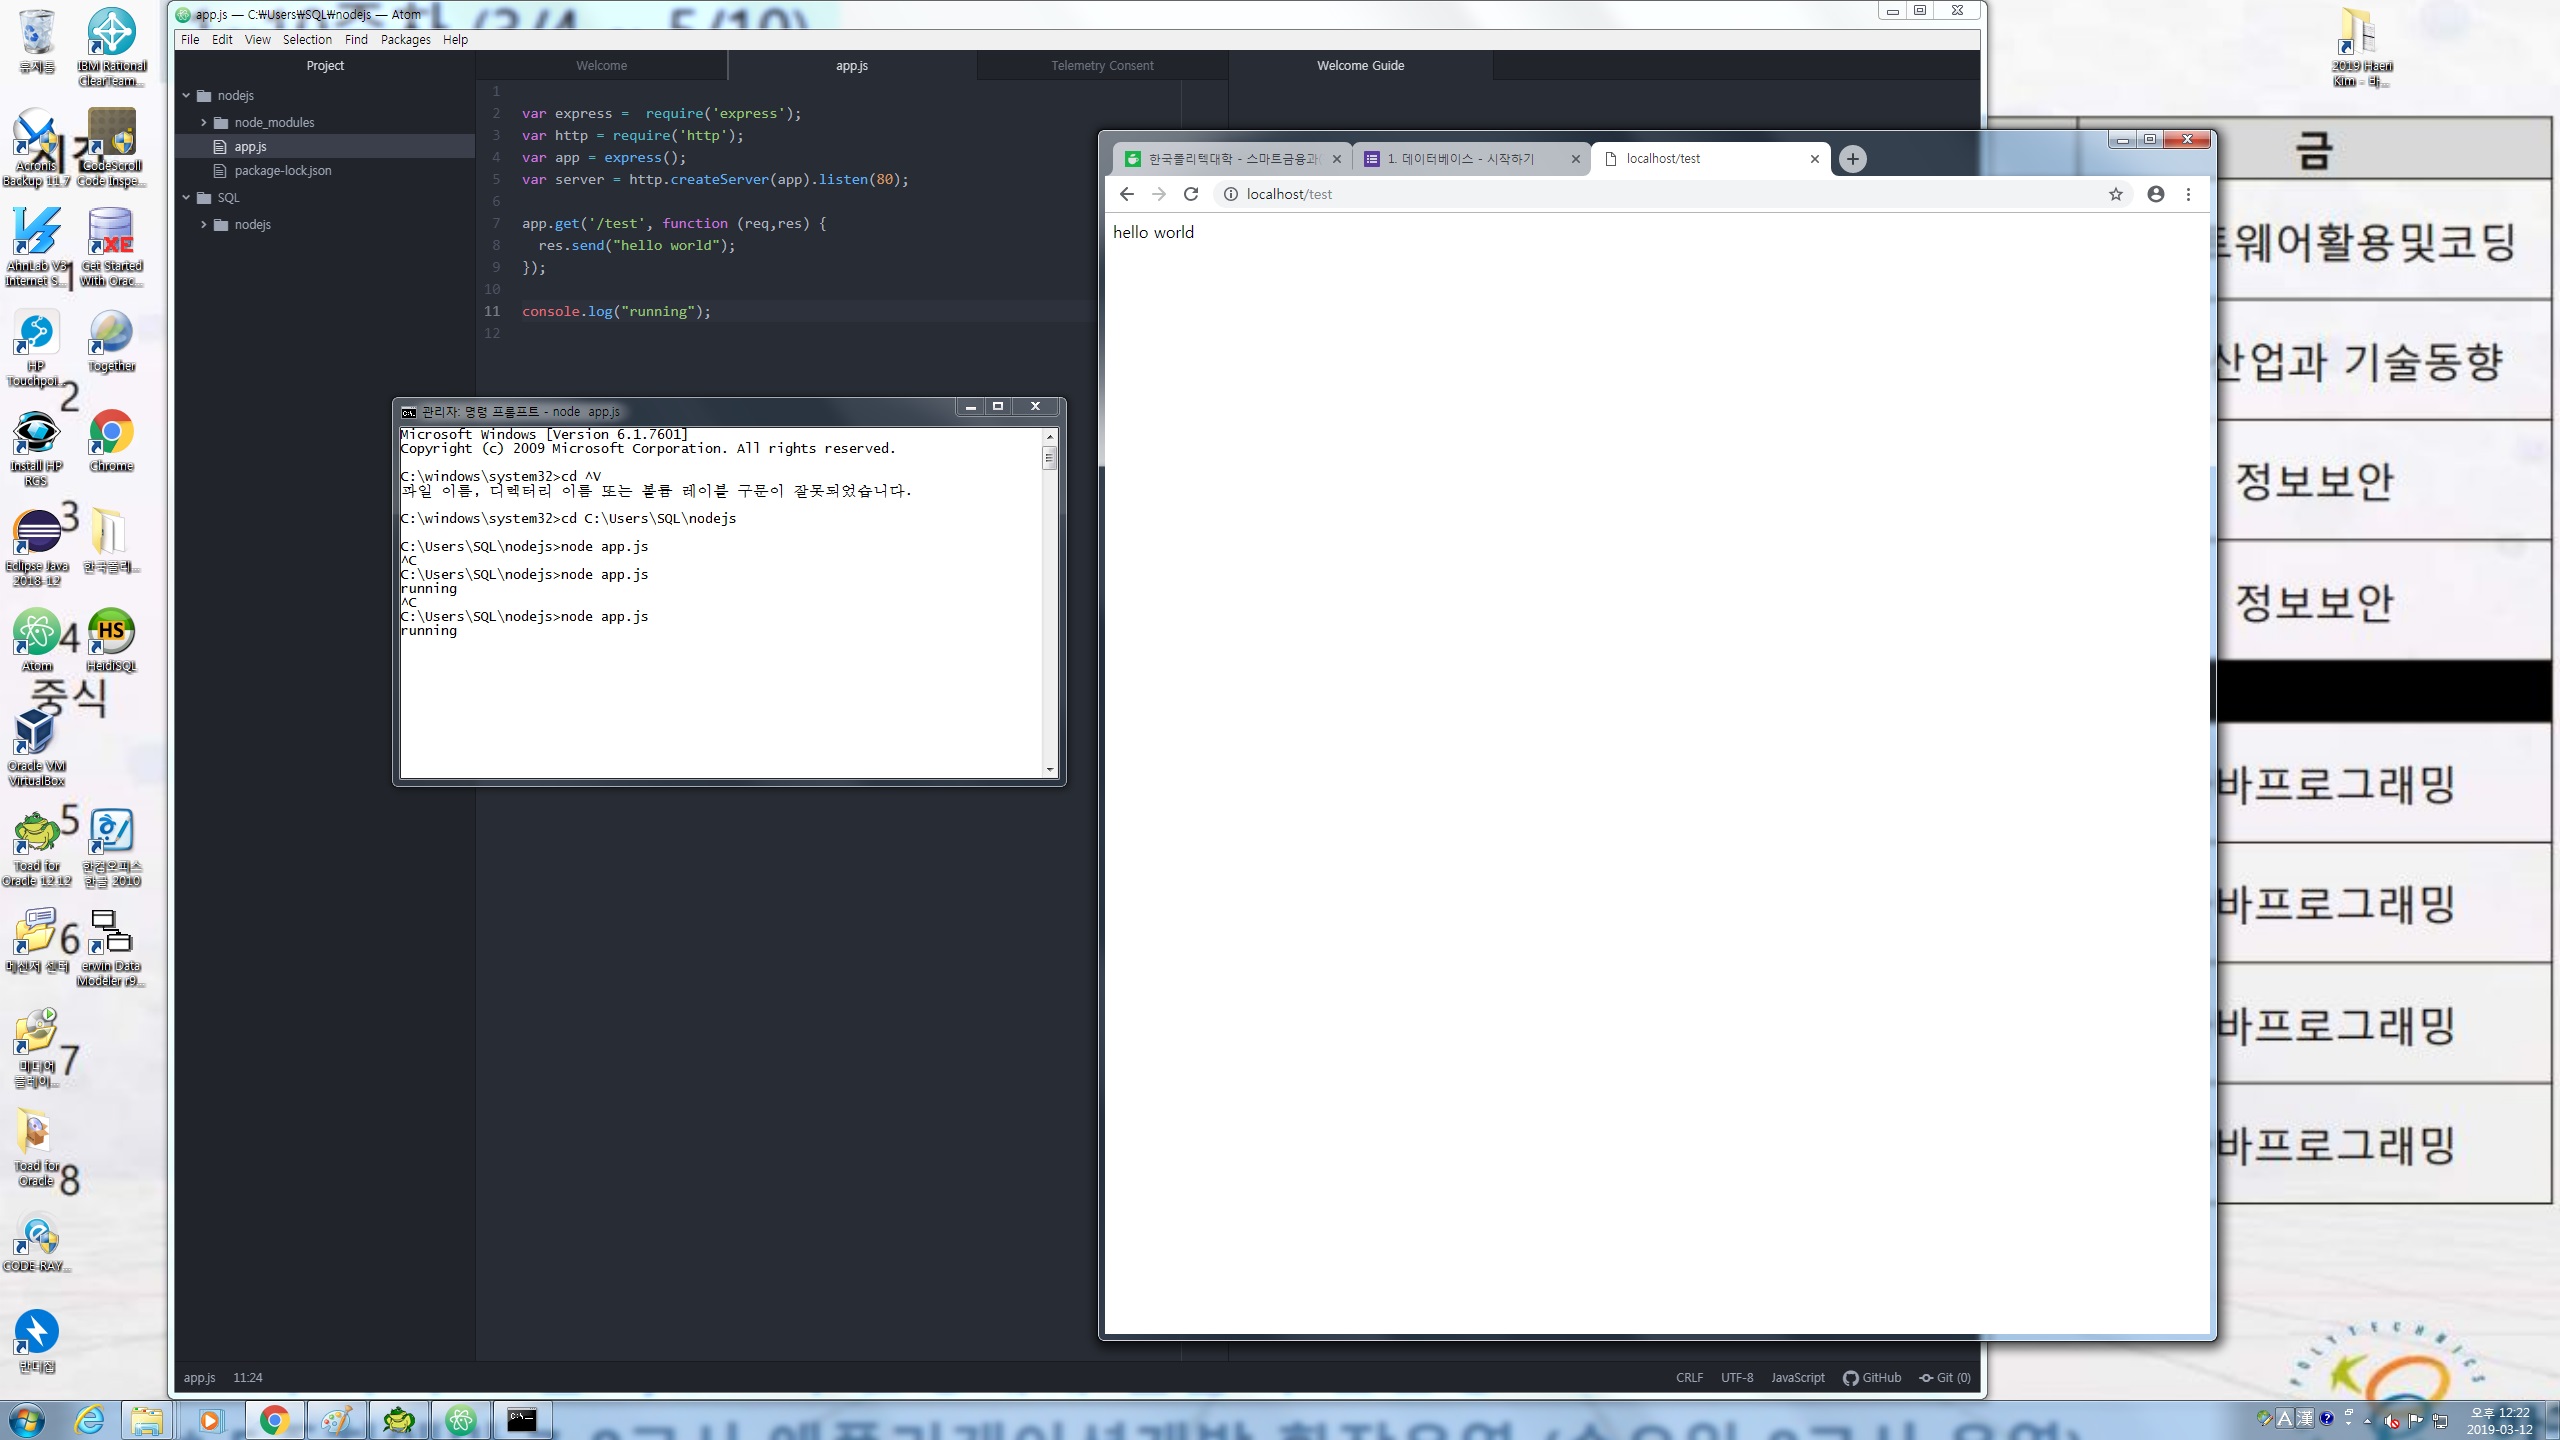 app.js — C:\Users\SQL\nodejs — Atom
File Edit View Selection Find Packages Help
Project
Welcome
app.js
Telemetry Consent
Welcome Guide
nodejs
node_modules
app.js
package-lock.json
SQL
nodejs
1
2 var express =  require('express');
3 var http = require('http');
4 var app = express();
5 var server = http.createServer(app).listen(80);
6
7 app.get('/test', function (req,res) {
8   res.send("hello world");
9 });
10
11 console.log("running");
12
app.js 11:24
CRLF UTF-8 JavaScript GitHub Git (0)
관리자: 명령 프롬프트 - node  app.js
Microsoft Windows [Version 6.1.7601]
Copyright (c) 2009 Microsoft Corporation. All rights reserved.
C:\windows\system32>cd ^V
파일 이름, 디렉터리 이름 또는 볼륨 레이블 구문이 잘못되었습니다.
C:\windows\system32>cd C:\Users\SQL\nodejs
C:\Users\SQL\nodejs>node app.js
^C
C:\Users\SQL\nodejs>node app.js
running
^C
C:\Users\SQL\nodejs>node app.js
running
한국폴리텍대학 - 스마트금융과
1. 데이터베이스 - 시작하기
localhost/test
localhost/test
hello world
휴지통
IBM Rational
ClearTeam...
Acronis
Backup 11.7
CodeScroll
Code Inspe...
AhnLab V3
Internet S...
Get Started
With Orac...
HP
Touchpoi...
Together
Install HP
RGS
Chrome
Eclipse Java
2018-12
한국폴리...
Atom
HeidiSQL
Oracle VM
VirtualBox
Toad for
Oracle 12.12
한컴오피스
한글 2010
메신저 센터
erwin Data
Modeler r9...
미디어
플레이...
Toad for
Oracle
CODE-RAY...
반디집
2
3
4
중식
5
6
7
8
2019 Haeri
Kim - 바...
금
트웨어활용및코딩
산업과 기술동향
정보보안
정보보안
바프로그래밍
바프로그래밍
바프로그래밍
바프로그래밍
POLYTECHNICS
오후 12:22
2019-03-12